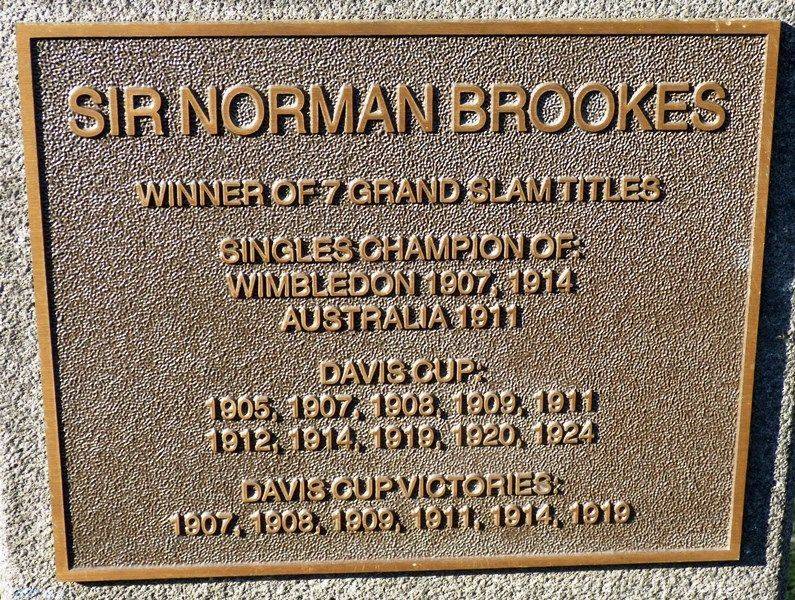 SIR NORMAN BROOKES
WINNER OF 7 GRAND SLAM TITLES
SINGLES CHAMPION OF:
WIMBLEDON 1907, 1914
AUSTRALIA 1911
DAVIS CUP:
1905, 1907, 1908, 1909, 1911
1912, 1914, 1919, 1920, 1924
DAVIS CUP VICTORIES:
1907, 1908, 1909, 1911, 1914, 1919